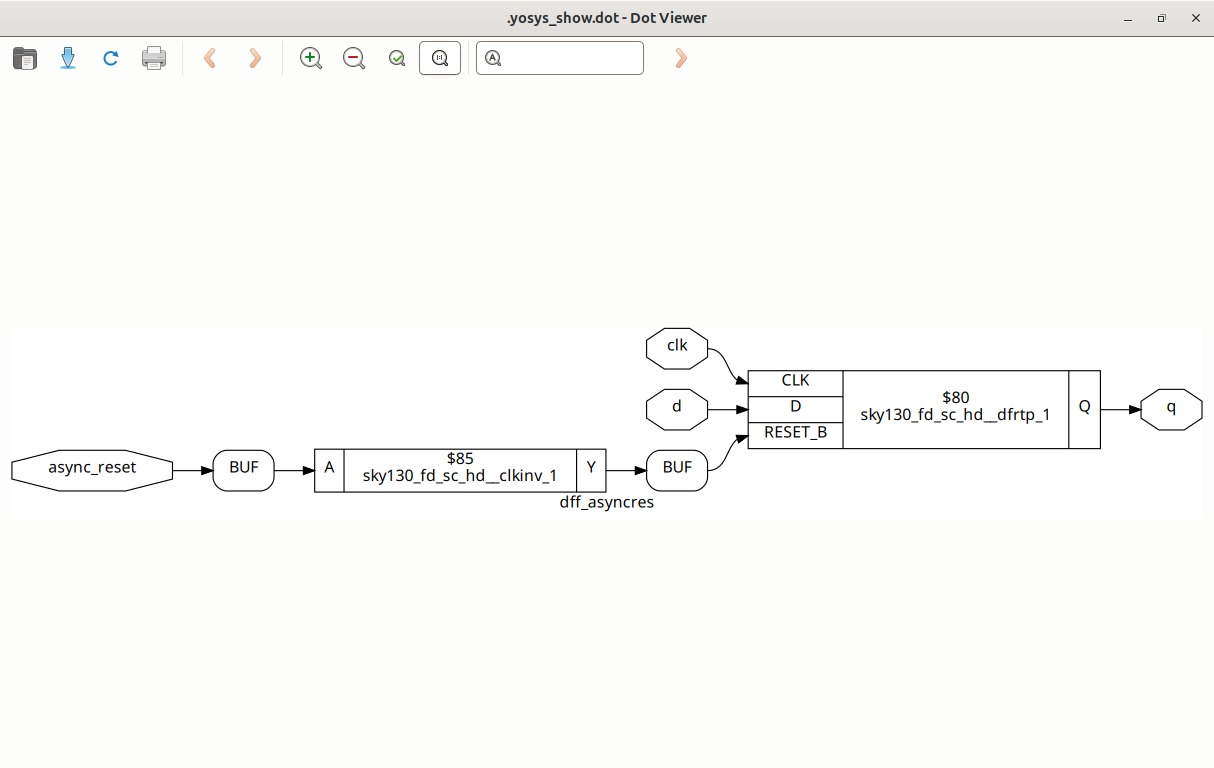 .yosys_show.dot - Dot Viewer
clk
d
CLK
D
RESET_B
$80
sky130_fd_sc_hd__dfrtp_1
Q
q
async_reset
BUF
A
$85
sky130_fd_sc_hd__clkinv_1
Y
BUF
dff_asyncres